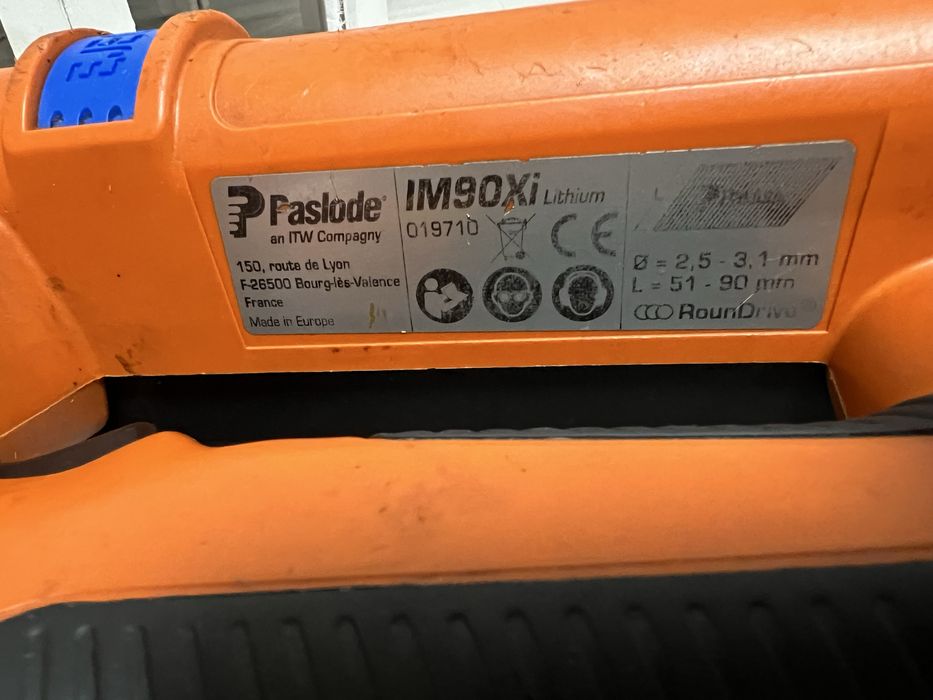 Paslode®
an ITW Compagny
150, route de Lyon
F-26500 Bourg-lès-Valence
France
Made in Europe
IM90Xi Lithium
019710
CE
L
Ø = 2,5 - 3,1 mm
L = 51 - 90 mm
RounDrive